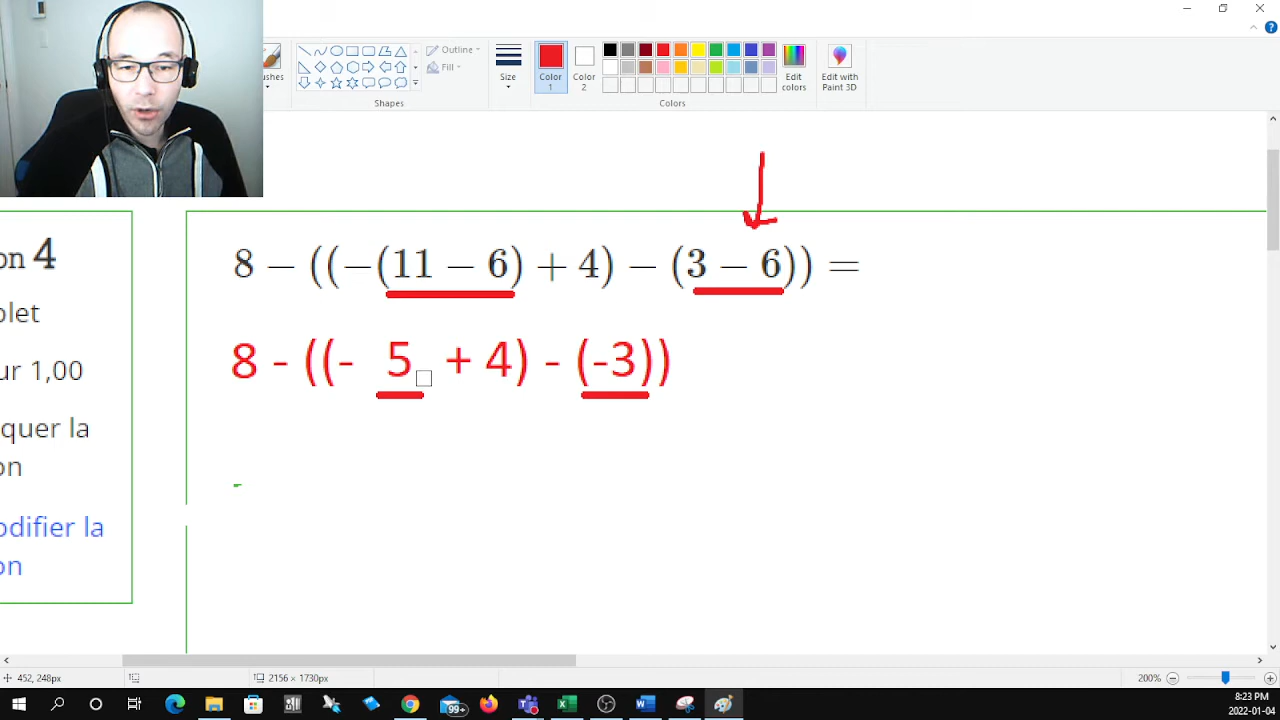 ushes
Outline
Fill
Shapes
Size
Color
1
Color
2
Edit
colors
Edit with
Paint 3D
Colors
on 4
olet
ur 1,00
quer la
on
odifier la
on
8 − ((−(11 − 6) + 4) − (3 − 6)) =
8 - ((- 5 + 4) - (-3))
452, 248px
2156 × 1730px
200%
99+
8:23 PM
2022-01-04